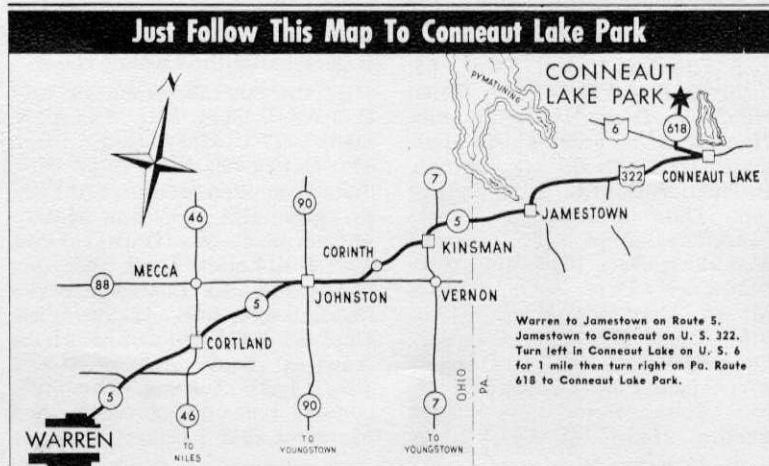 Just Follow This Map To Conneaut Lake Park
N
PYMATUNING
CONNEAUT
LAKE PARK
6
618
322
CONNEAUT LAKE
7
46
90
5
JAMESTOWN
CORINTH
KINSMAN
MECCA
88
JOHNSTON
VERNON
5
CORTLAND
OHIO
PA.
Warren to Jamestown on Route 5.
Jamestown to Conneaut on U. S. 322.
Turn left in Conneaut Lake on U. S. 6
for 1 mile then turn right on Pa. Route
618 to Conneaut Lake Park.
5
46
90
7
WARREN
TO
NILES
TO
YOUNGSTOWN
TO
YOUNGSTOWN